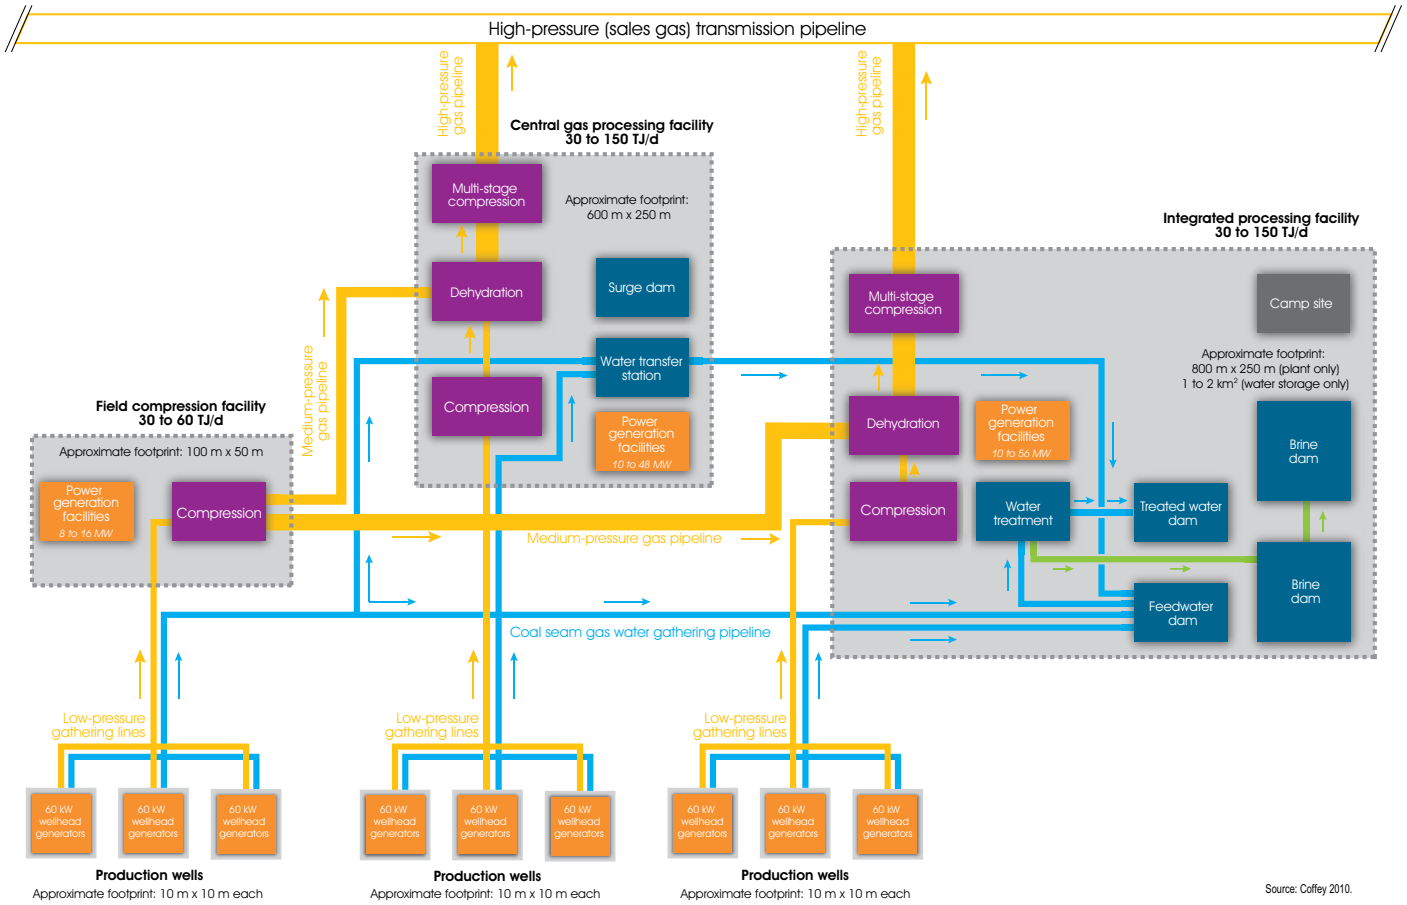 High-pressure (sales gas) transmission pipeline
High-pressure
gas pipeline
High-pressure
gas pipeline
Central gas processing facility
30 to 150 TJ/d
Multi-stage
compression
Approximate footprint:
600 m x 250 m
Dehydration
Surge dam
Water transfer
station
Compression
Power
generation
facilities
10 to 48 MW
Integrated processing facility
30 to 150 TJ/d
Multi-stage
compression
Camp site
Approximate footprint:
800 m x 250 m (plant only)
1 to 2 km² (water storage only)
Dehydration
Power
generation
facilities
10 to 56 MW
Brine
dam
Compression
Water
treatment
Treated water
dam
Brine
dam
Feedwater
dam
Medium-pressure
gas pipeline
Field compression facility
30 to 60 TJ/d
Approximate footprint: 100 m x 50 m
Power
generation
facilities
8 to 16 MW
Compression
Medium-pressure gas pipeline
Coal seam gas water gathering pipeline
Low-pressure
gathering lines
Low-pressure
gathering lines
Low-pressure
gathering lines
60 kW
wellhead
generators
60 kW
wellhead
generators
60 kW
wellhead
generators
60 kW
wellhead
generators
60 kW
wellhead
generators
60 kW
wellhead
generators
60 kW
wellhead
generators
60 kW
wellhead
generators
60 kW
wellhead
generators
Production wells
Approximate footprint: 10 m x 10 m each
Production wells
Approximate footprint: 10 m x 10 m each
Production wells
Approximate footprint: 10 m x 10 m each
Source: Coffey 2010.